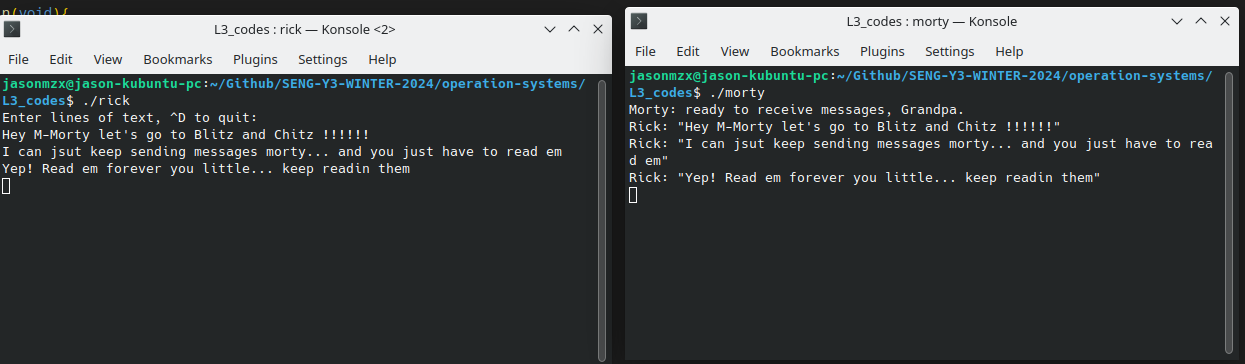 n(void){
L3_codes : rick — Konsole <2>
File Edit View Bookmarks Plugins Settings Help
jasonmzx@jason-kubuntu-pc:~/Github/SENG-Y3-WINTER-2024/operation-systems/
L3_codes$ ./rick
Enter lines of text, ^D to quit:
Hey M-Morty let's go to Blitz and Chitz !!!!!!
I can jsut keep sending messages morty... and you just have to read em
Yep! Read em forever you little... keep readin them
L3_codes : morty — Konsole
File Edit View Bookmarks Plugins Settings Help
jasonmzx@jason-kubuntu-pc:~/Github/SENG-Y3-WINTER-2024/operation-systems/
L3_codes$ ./morty
Morty: ready to receive messages, Grandpa.
Rick: "Hey M-Morty let's go to Blitz and Chitz !!!!!!"
Rick: "I can jsut keep sending messages morty... and you just have to rea
d em"
Rick: "Yep! Read em forever you little... keep readin them"